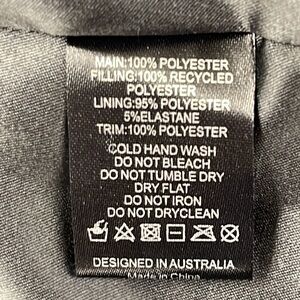 MAIN:100% POLYESTER
FILLING:100% RECYCLED
POLYESTER
LINING:95% POLYESTER
5%ELASTANE
TRIM:100% POLYESTER
COLD HAND WASH
DO NOT BLEACH
DO NOT TUMBLE DRY
DRY FLAT
DO NOT IRON
DO NOT DRYCLEAN
DESIGNED IN AUSTRALIA
Made in China